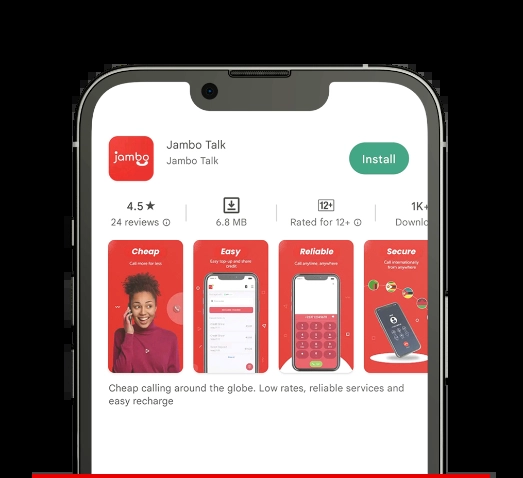 jambo
Jambo Talk
Jambo Talk
Install
4.5★
24 reviews
6.8 MB
12+
Rated for 12+
1K+
Downlo
Cheap
Call more for less
Easy
Easy top-up and share
credit
Reliable
Call anytime, anywhere
Secure
Call internationally
from anywhere
Cheap calling around the globe. Low rates, reliable services and
easy recharge